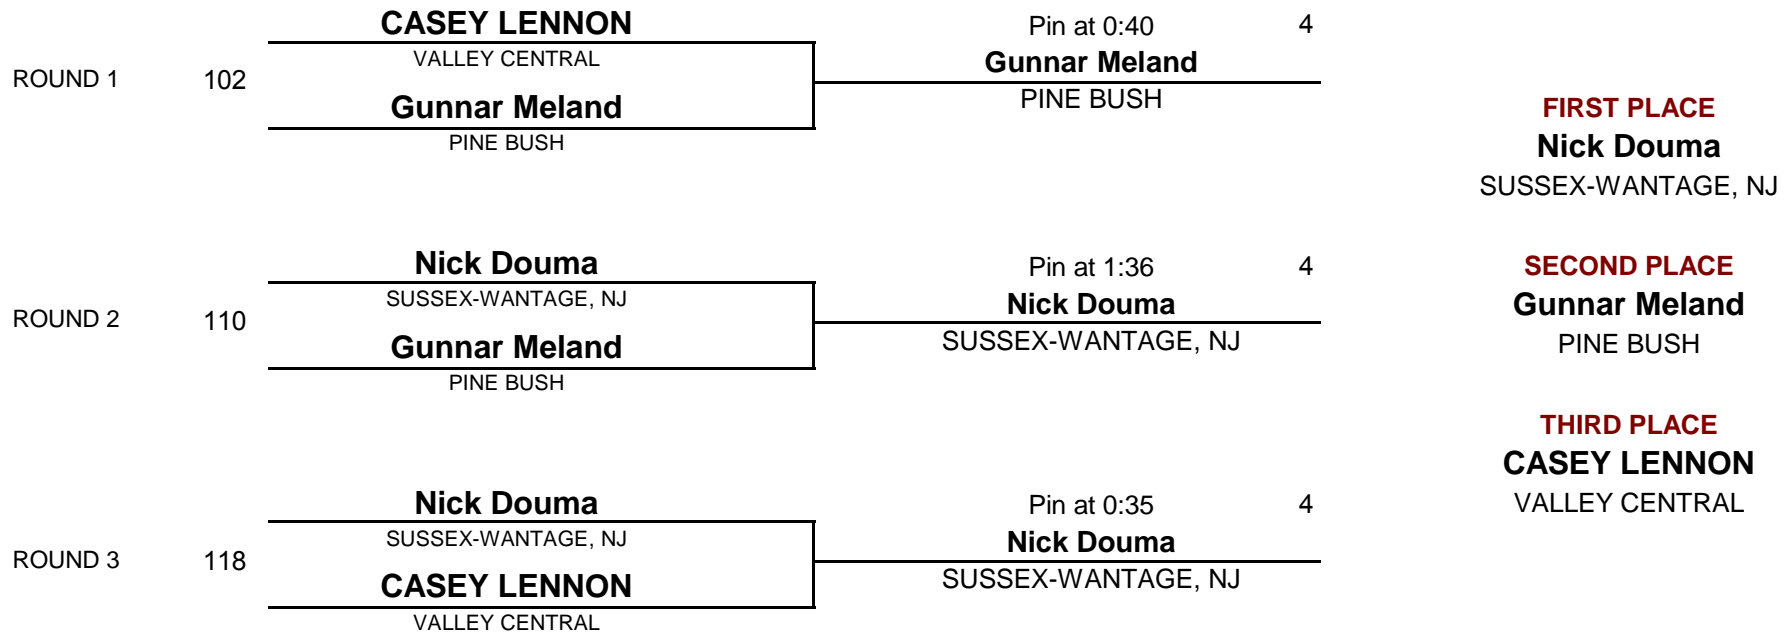 CASEY LENNON
VALLEY CENTRAL
ROUND 1
102
Gunnar Meland
PINE BUSH
Pin at 0:40
4
Gunnar Meland
PINE BUSH
Nick Douma
SUSSEX-WANTAGE, NJ
ROUND 2
110
Gunnar Meland
PINE BUSH
Pin at 1:36
4
Nick Douma
SUSSEX-WANTAGE, NJ
Nick Douma
SUSSEX-WANTAGE, NJ
ROUND 3
118
CASEY LENNON
VALLEY CENTRAL
Pin at 0:35
4
Nick Douma
SUSSEX-WANTAGE, NJ
FIRST PLACE
Nick Douma
SUSSEX-WANTAGE, NJ
SECOND PLACE
Gunnar Meland
PINE BUSH
THIRD PLACE
CASEY LENNON
VALLEY CENTRAL